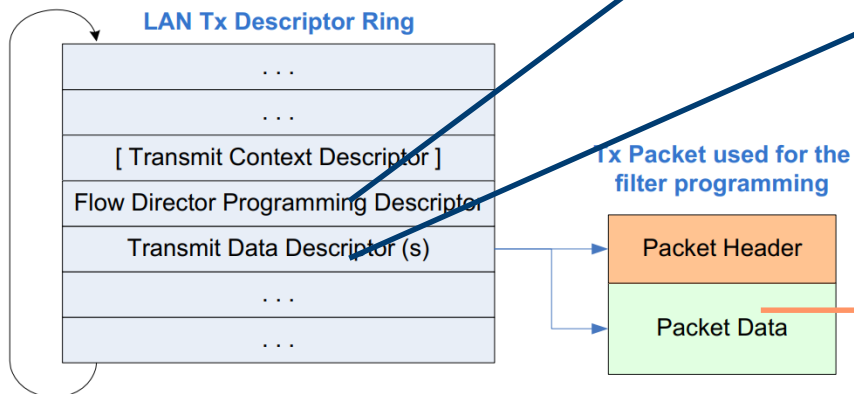 LAN Tx Descriptor Ring
. . .
. . .
[ Transmit Context Descriptor ]
Flow Director Programming Descriptor
Transmit Data Descriptor (s)
. . .
. . .
Tx Packet used for the
filter programming
Packet Header
Packet Data